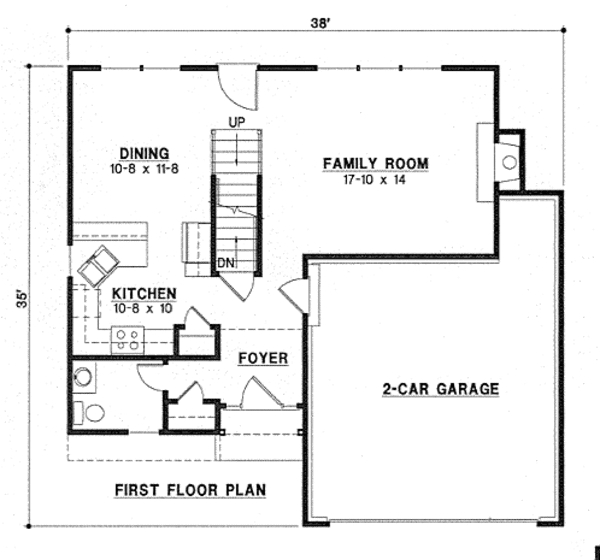 38'
UP
DINING
10-8 x 11-8
FAMILY ROOM
17-10 x 14
DN
35'
KITCHEN
10-8 x 10
FOYER
2-CAR GARAGE
FIRST FLOOR PLAN